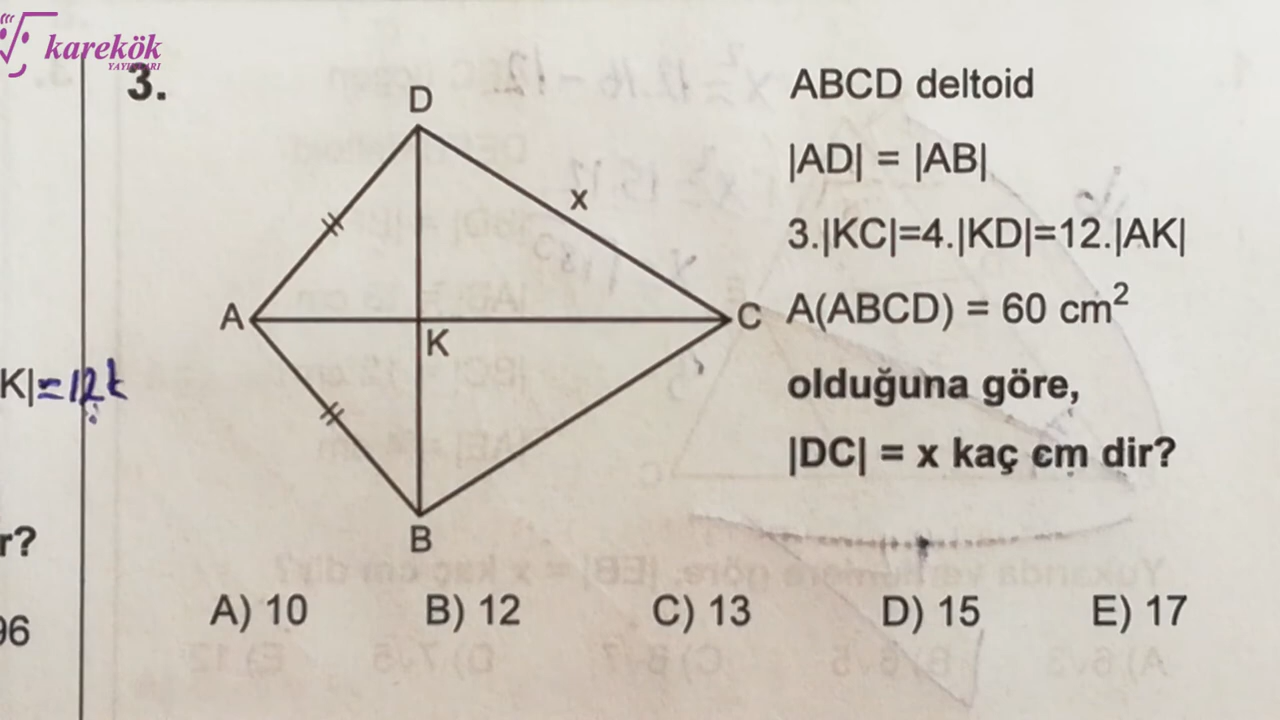 karekök
YAYINLARI
3.
ABCD deltoid
|AD| = |AB|
3.|KC|=4.|KD|=12.|AK|
A(ABCD) = 60 cm²
olduğuna göre,
|DC| = x kaç cm dir?
D
x
A
K
C
B
K|=12k
r?
96
A) 10 B) 12 C) 13 D) 15 E) 17